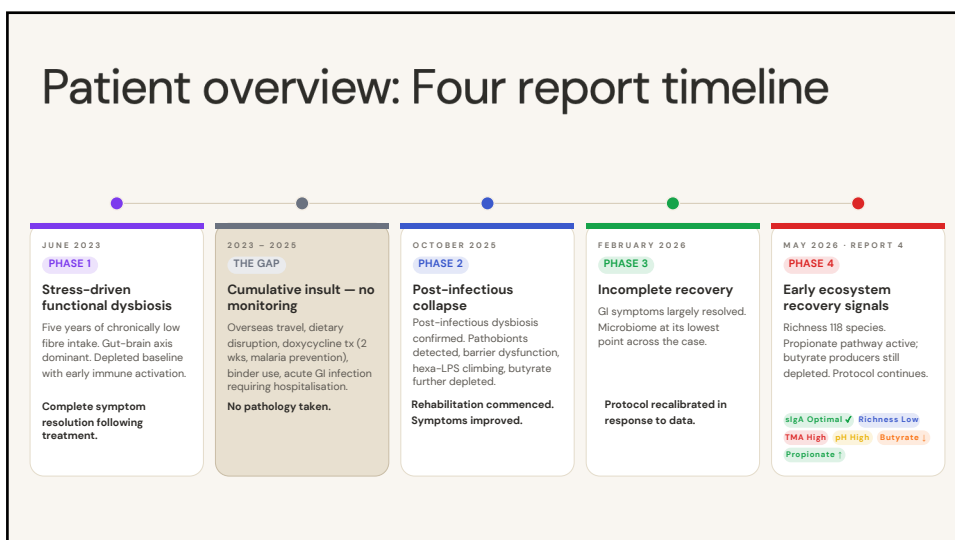 Patient overview: Four report timeline
JUNE 2023
PHASE 1
Stress-driven
functional dysbiosis
Five years of chronically low
fibre intake. Gut-brain axis
dominant. Depleted baseline
with early immune activation.
Complete symptom
resolution following
treatment.
2023 – 2025
THE GAP
Cumulative insult — no
monitoring
Overseas travel, dietary
disruption, doxycycline tx (2
wks, malaria prevention),
binder use, acute GI infection
requiring hospitalisation.
No pathology taken.
OCTOBER 2025
PHASE 2
Post-infectious
collapse
Post-infectious dysbiosis
confirmed. Pathobionts
detected, barrier dysfunction,
hexa-LPS climbing, butyrate
further depleted.
Rehabilitation commenced.
Symptoms improved.
FEBRUARY 2026
PHASE 3
Incomplete recovery
GI symptoms largely resolved.
Microbiome at its lowest
point across the case.
Protocol recalibrated in
response to data.
MAY 2026 · REPORT 4
PHASE 4
Early ecosystem
recovery signals
Richness 118 species.
Propionate pathway active;
butyrate producers still
depleted. Protocol continues.
sIgA Optimal ✓ Richness Low
TMA High pH High Butyrate ↓
Propionate ↑